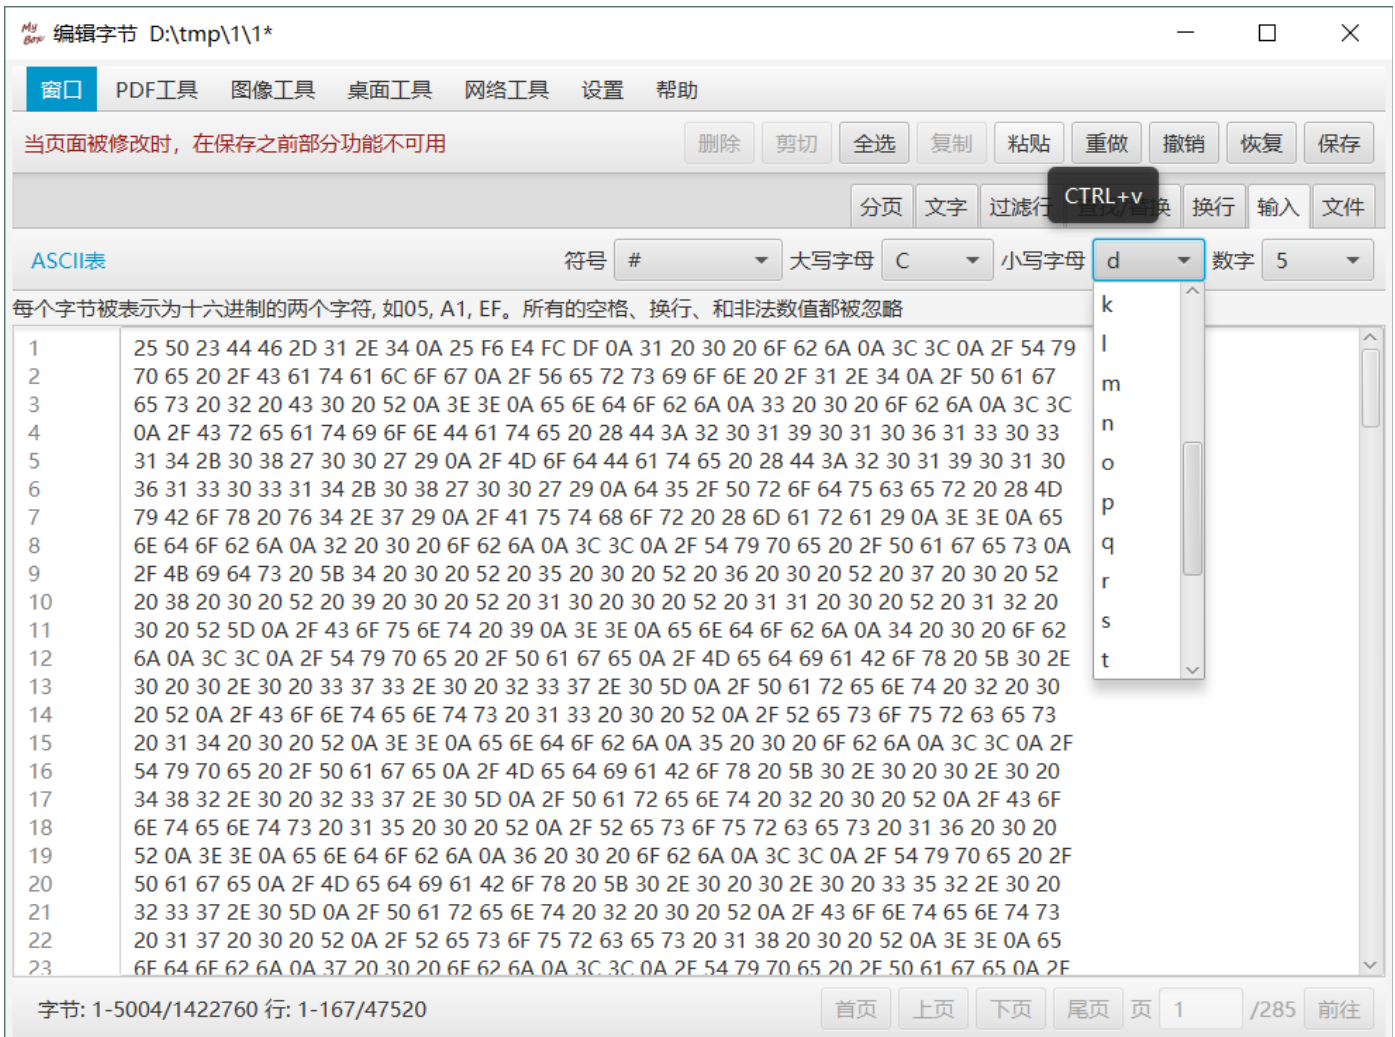 My Box 编辑字节 D:\tmp\1\1*
窗口 PDF工具 图像工具 桌面工具 网络工具 设置 帮助
当页面被修改时，在保存之前部分功能不可用 删除 剪切 全选 复制 粘贴 重做 撤销 恢复 保存
CTRL+v
分页 文字 过滤行 换行 输入 文件
ASCII表 符号 # 大写字母 C 小写字母 d 数字 5
每个字节被表示为十六进制的两个字符, 如05, A1, EF。所有的空格、换行、和非法数值都被忽略
1 25 50 23 44 46 2D 31 2E 34 0A 25 F6 E4 FC DF 0A 31 20 30 20 6F 62 6A 0A 3C 3C 0A 2F 54 79
2 70 65 20 2F 43 61 74 61 6C 6F 67 0A 2F 56 65 72 73 69 6F 6E 20 2F 31 2E 34 0A 2F 50 61 67
3 65 73 20 32 20 43 30 20 52 0A 3E 3E 0A 65 6E 64 6F 62 6A 0A 33 20 30 20 6F 62 6A 0A 3C 3C
4 0A 2F 43 72 65 61 74 69 6F 6E 44 61 74 65 20 28 44 3A 32 30 31 39 30 31 30 36 31 33 30 33
5 31 34 2B 30 38 27 30 30 27 29 0A 2F 4D 6F 64 44 61 74 65 20 28 44 3A 32 30 31 39 30 31 30
6 36 31 33 30 33 31 34 2B 30 38 27 30 30 27 29 0A 64 35 2F 50 72 6F 64 75 63 65 72 20 28 4D
7 79 42 6F 78 20 76 34 2E 37 29 0A 2F 41 75 74 68 6F 72 20 28 6D 61 72 61 29 0A 3E 3E 0A 65
8 6E 64 6F 62 6A 0A 32 20 30 20 6F 62 6A 0A 3C 3C 0A 2F 54 79 70 65 20 2F 50 61 67 65 73 0A
9 2F 4B 69 64 73 20 5B 34 20 30 20 52 20 35 20 30 20 52 20 36 20 30 20 52 20 37 20 30 20 52
10 20 38 20 30 20 52 20 39 20 30 20 52 20 31 30 20 30 20 52 20 31 31 20 30 20 52 20 31 32 20
11 30 20 52 5D 0A 2F 43 6F 75 6E 74 20 39 0A 3E 3E 0A 65 6E 64 6F 62 6A 0A 34 20 30 20 6F 62
12 6A 0A 3C 3C 0A 2F 54 79 70 65 20 2F 50 61 67 65 0A 2F 4D 65 64 69 61 42 6F 78 20 5B 30 2E
13 30 20 30 2E 30 20 33 37 33 2E 30 20 32 33 37 2E 30 5D 0A 2F 50 61 72 65 6E 74 20 32 20 30
14 20 52 0A 2F 43 6F 6E 74 65 6E 74 73 20 31 33 20 30 20 52 0A 2F 52 65 73 6F 75 72 63 65 73
15 20 31 34 20 30 20 52 0A 3E 3E 0A 65 6E 64 6F 62 6A 0A 35 20 30 20 6F 62 6A 0A 3C 3C 0A 2F
16 54 79 70 65 20 2F 50 61 67 65 0A 2F 4D 65 64 69 61 42 6F 78 20 5B 30 2E 30 20 30 2E 30 20
17 34 38 32 2E 30 20 32 33 37 2E 30 5D 0A 2F 50 61 72 65 6E 74 20 32 20 30 20 52 0A 2F 43 6F
18 6E 74 65 6E 74 73 20 31 35 20 30 20 52 0A 2F 52 65 73 6F 75 72 63 65 73 20 31 36 20 30 20
19 52 0A 3E 3E 0A 65 6E 64 6F 62 6A 0A 36 20 30 20 6F 62 6A 0A 3C 3C 0A 2F 54 79 70 65 20 2F
20 50 61 67 65 0A 2F 4D 65 64 69 61 42 6F 78 20 5B 30 2E 30 20 30 2E 30 20 33 35 32 2E 30 20
21 32 33 37 2E 30 5D 0A 2F 50 61 72 65 6E 74 20 32 20 30 20 52 0A 2F 43 6F 6E 74 65 6E 74 73
22 20 31 37 20 30 20 52 0A 2F 52 65 73 6F 75 72 63 65 73 20 31 38 20 30 20 52 0A 3E 3E 0A 65
23 6E 64 6F 62 6A 0A 37 20 30 20 6F 62 6A 0A 3C 3C 0A 2F 54 79 70 65 20 2F 50 61 67 65 0A 2F
k
l
m
n
o
p
q
r
s
t
字节: 1-5004/1422760 行: 1-167/47520 首页 上页 下页 尾页 页 1 /285 前往